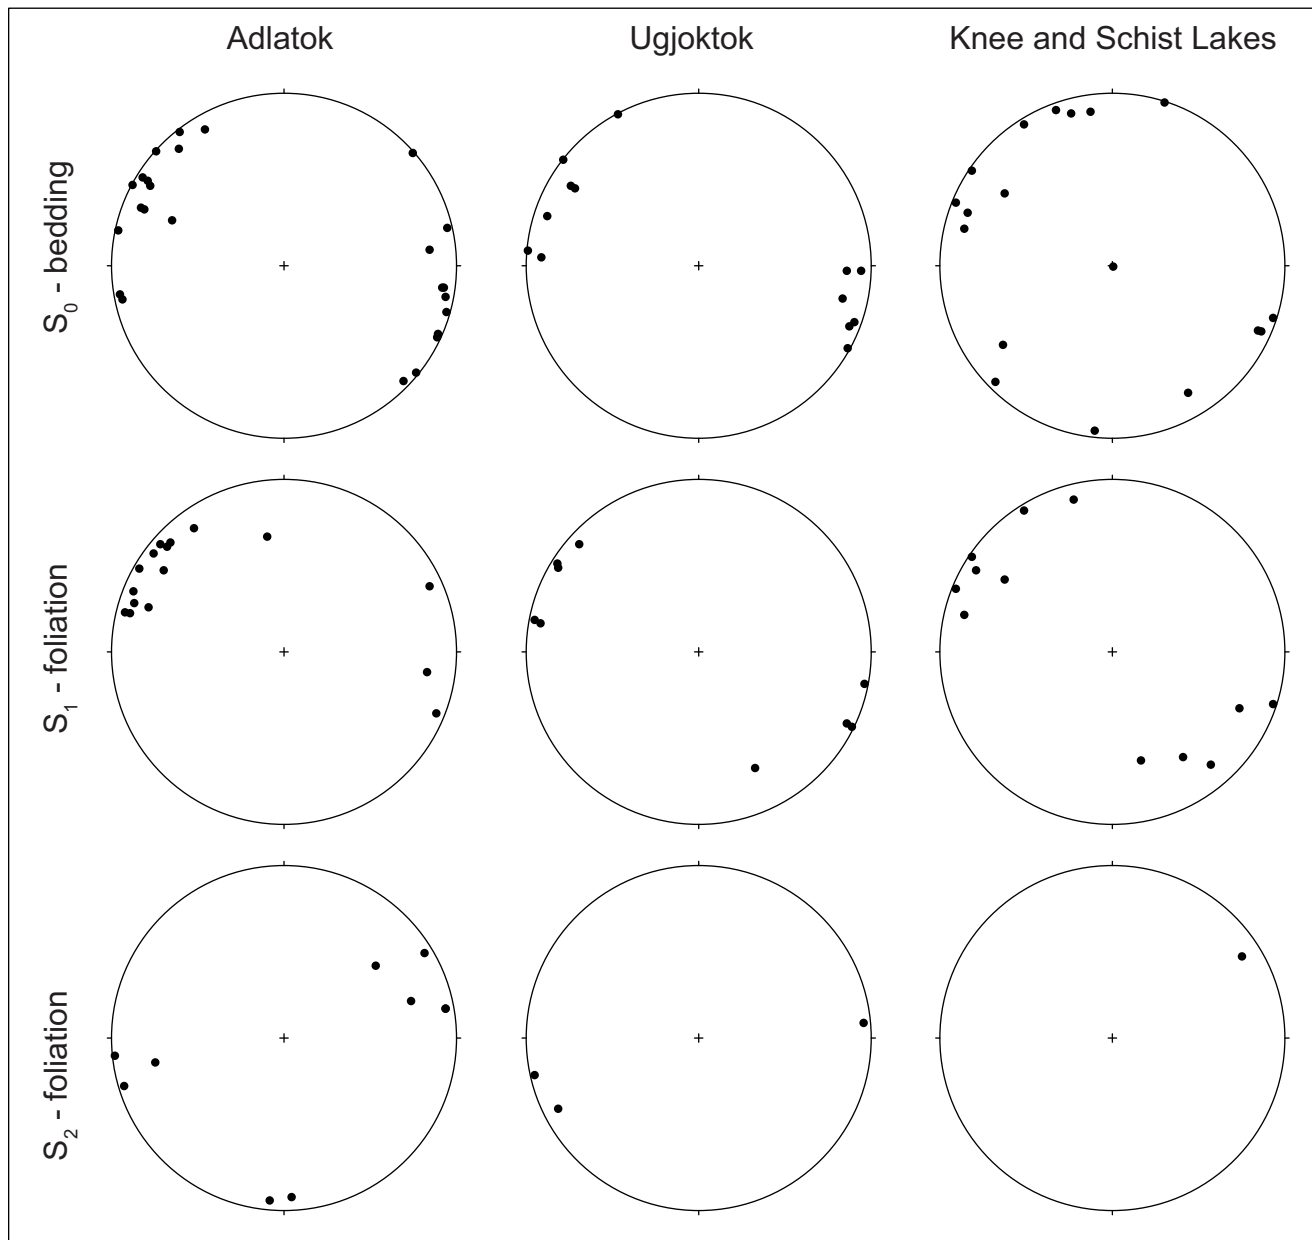 Adlatok
Ugjoktok
Knee and Schist Lakes
S₀ - bedding
S₁ - foliation
S₂ - foliation